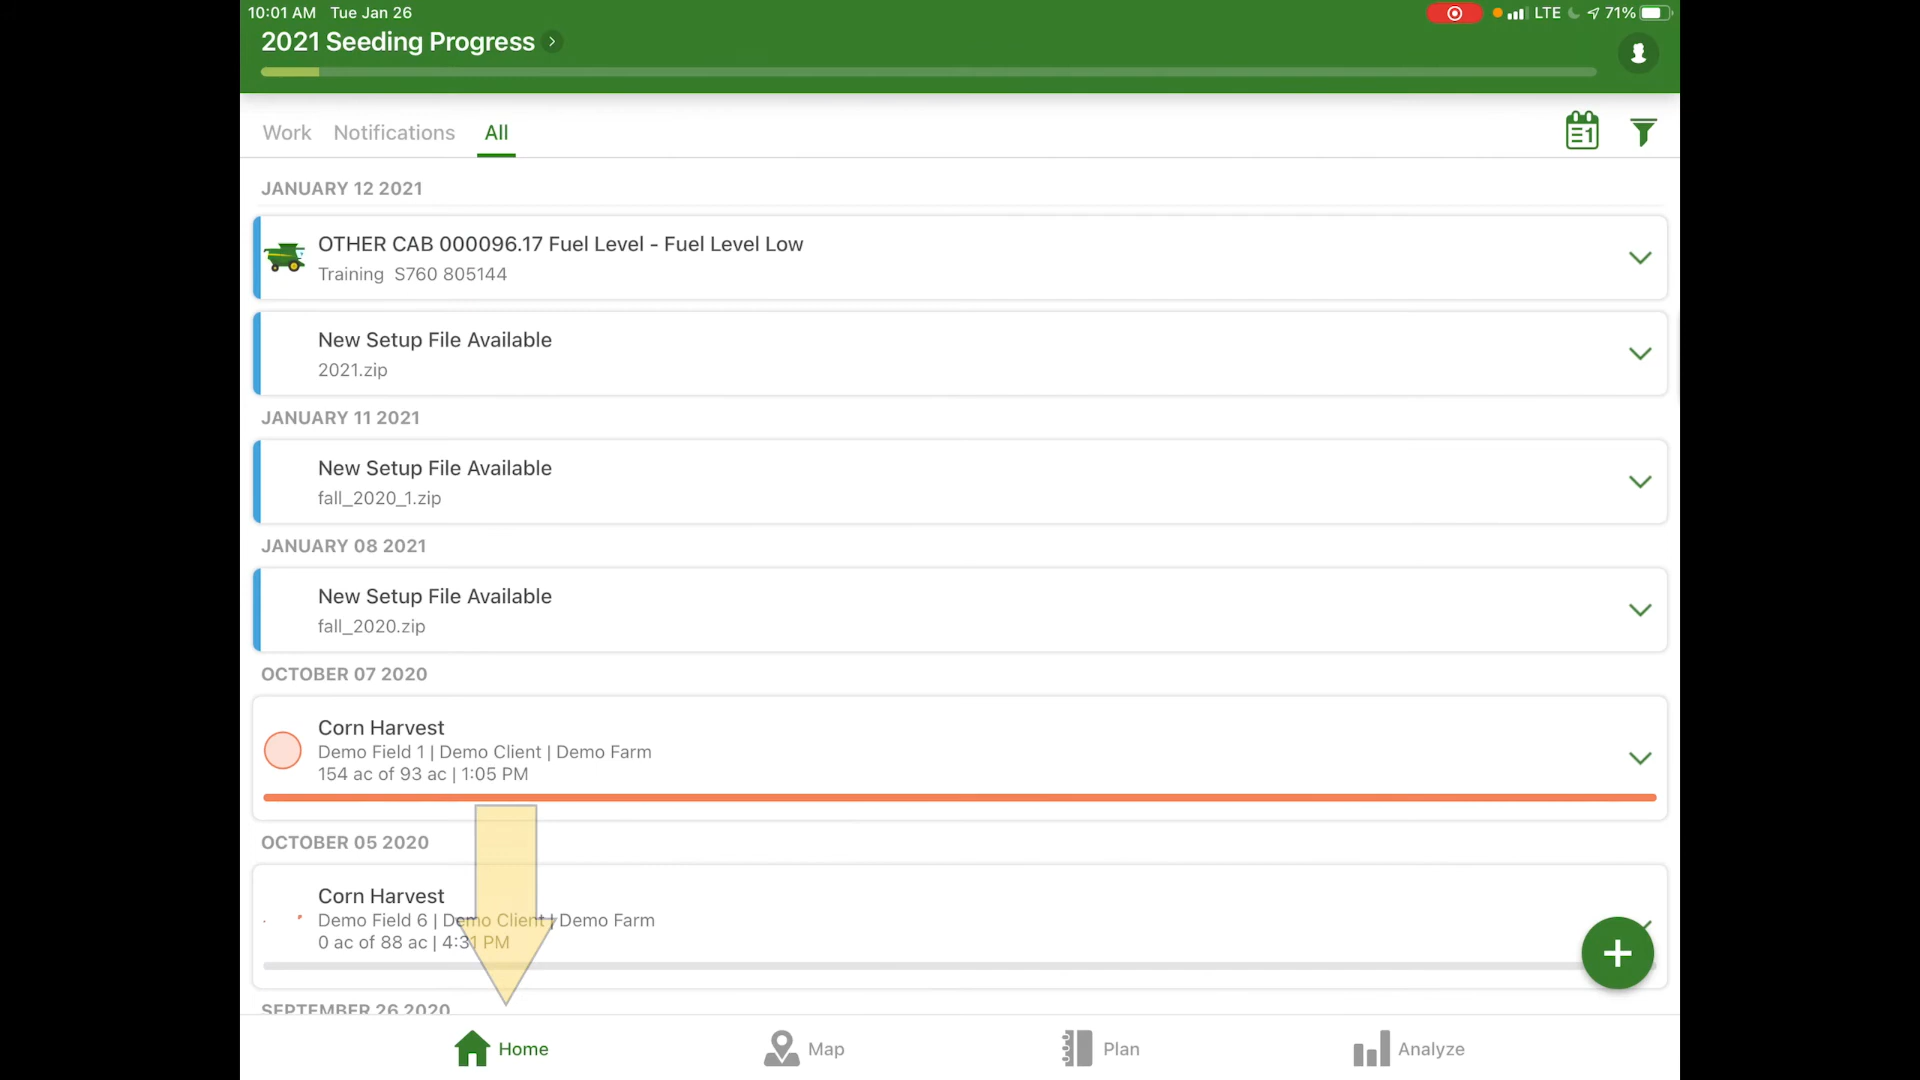 10:01 AM Tue Jan 26
LTE 71%
2021 Seeding Progress
Work Notifications All
1
JANUARY 12 2021
OTHER CAB 000096.17 Fuel Level - Fuel Level Low
Training S760 805144
New Setup File Available
2021.zip
JANUARY 11 2021
New Setup File Available
fall_2020_1.zip
JANUARY 08 2021
New Setup File Available
fall_2020.zip
OCTOBER 07 2020
Corn Harvest
Demo Field 1 | Demo Client | Demo Farm
154 ac of 93 ac | 1:05 PM
OCTOBER 05 2020
Corn Harvest
Demo Field 6 | Demo Client | Demo Farm
0 ac of 88 ac | 4:31 PM
SEPTEMBER 26 2020
Home Map Plan Analyze